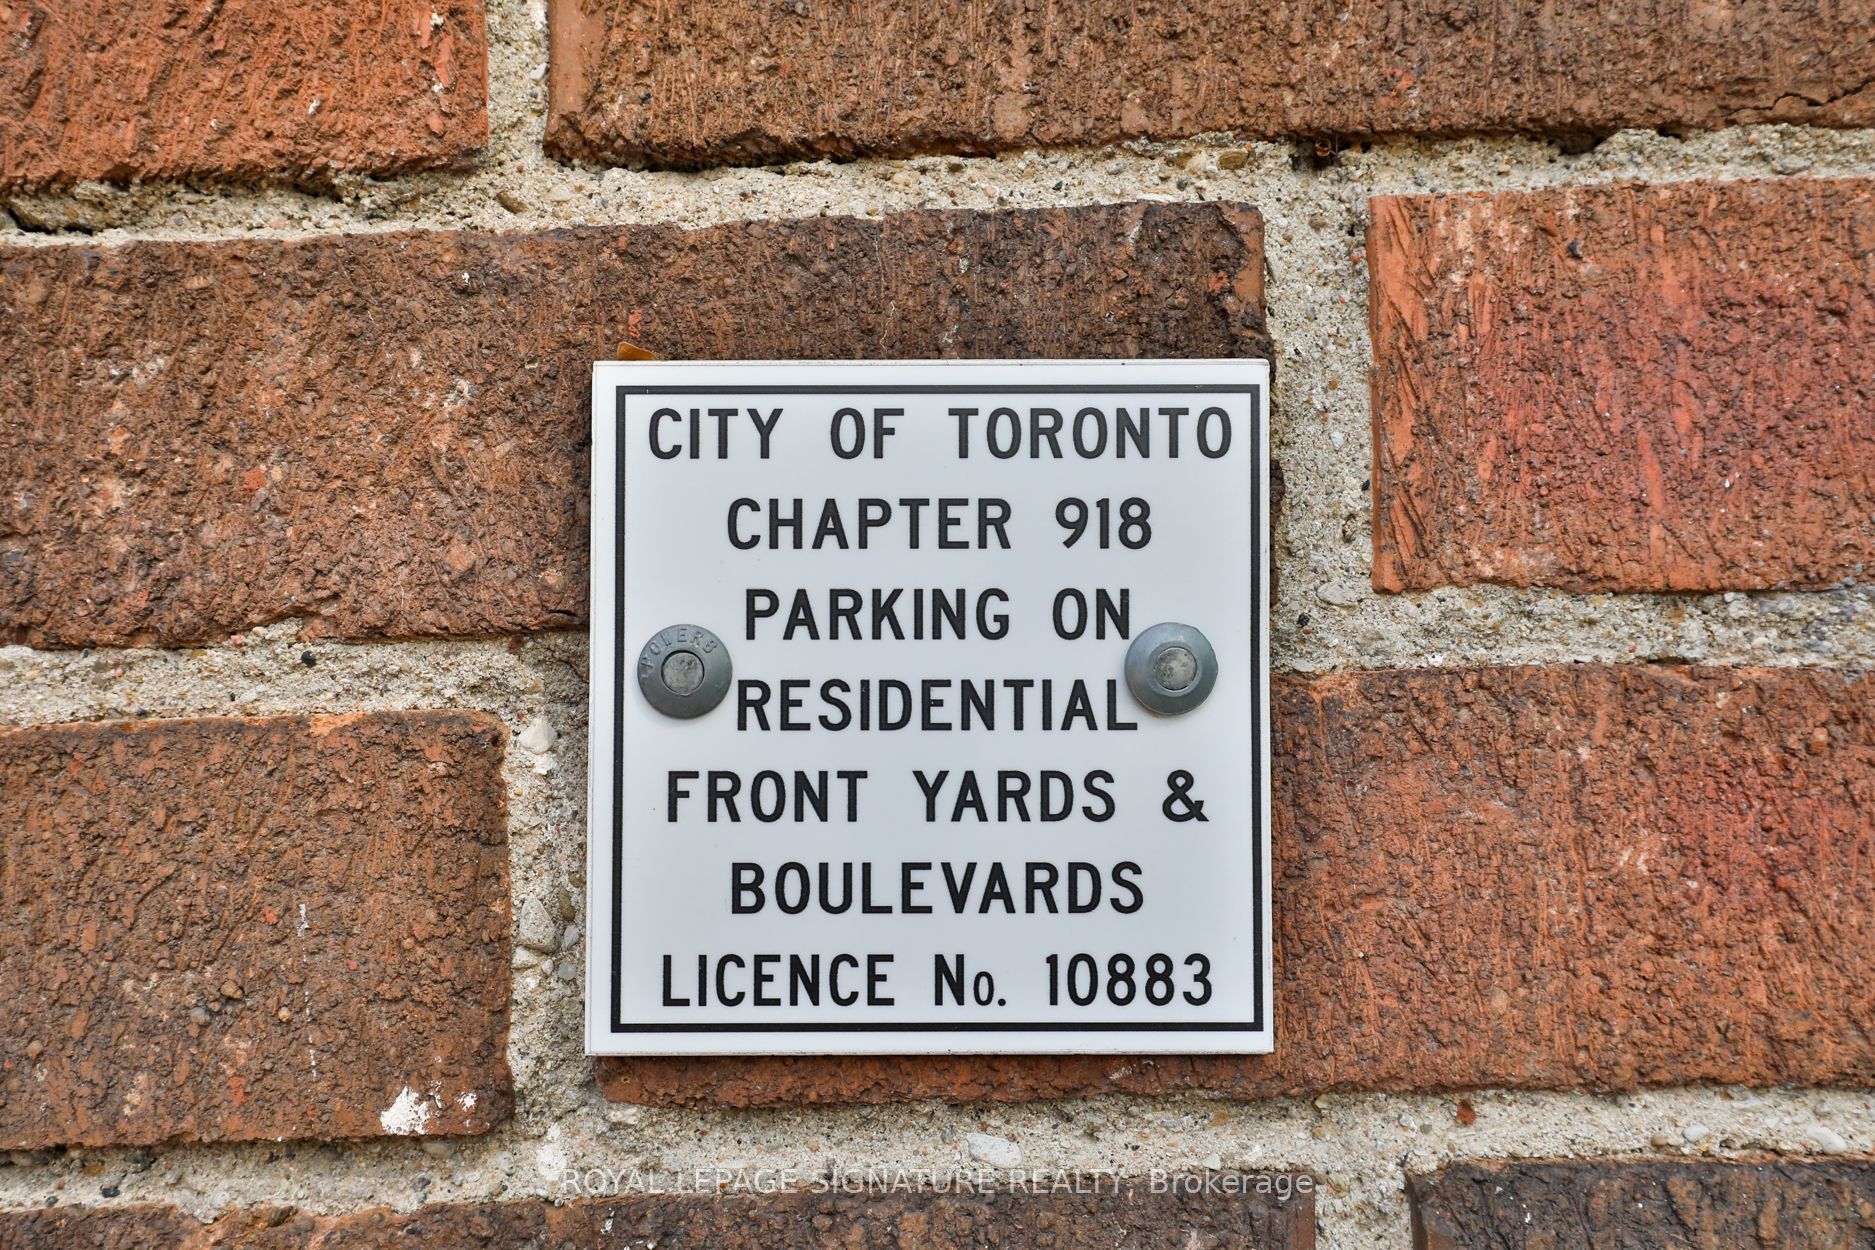 CITY OF TORONTO
CHAPTER 918
PARKING ON
POWERS
RESIDENTIAL
FRONT YARDS &
BOULEVARDS
LICENCE No. 10883
ROYAL LEPAGE SIGNATURE REALTY, Brokerage